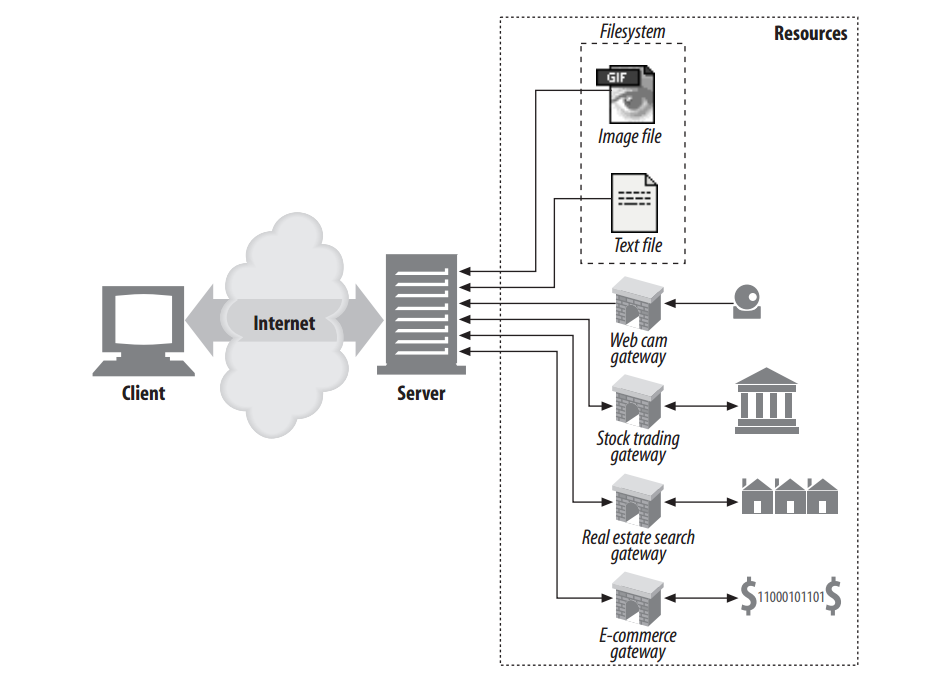 Filesystem
Resources
GIF
Image file
Text file
Internet
Client
Server
Web cam
gateway
Stock trading
gateway
Real estate search
gateway
E-commerce
gateway
$11000101101$